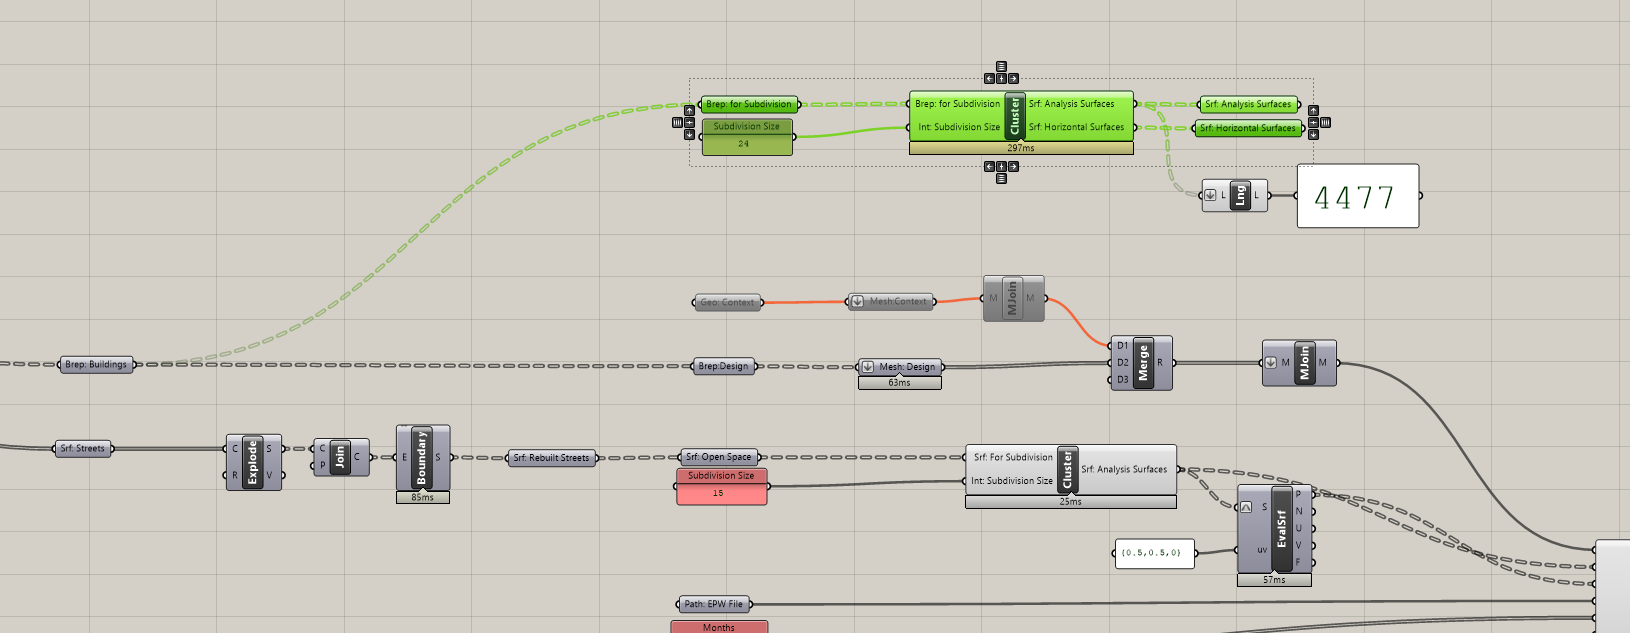 Brep: for Subdivision
Subdivision Size
24
Brep: for Subdivision
Int: Subdivision Size
Cluster
Srf: Analysis Surfaces
Srf: Horizontal Surfaces
297ms
Srf: Analysis Surfaces
Srf: Horizontal Surfaces
L
Lng
L
4477
Geo: Context
Mesh:Context
M
MJoin
M
Brep: Buildings
Brep:Design
Mesh: Design
63ms
D1
D2
D3
Merge
R
M
MJoin
M
Srf: Streets
C
R
Explode
S
V
C
P
Join
C
E
Boundary
S
85ms
Srf: Rebuilt Streets
Srf: Open Space
Subdivision Size
15
Srf: For Subdivision
Int: Subdivision Size
Cluster
Srf: Analysis Surfaces
25ms
{0.5,0.5,0}
S
uv
EvalSrf
P
N
U
V
F
57ms
Path: EPW File
Months